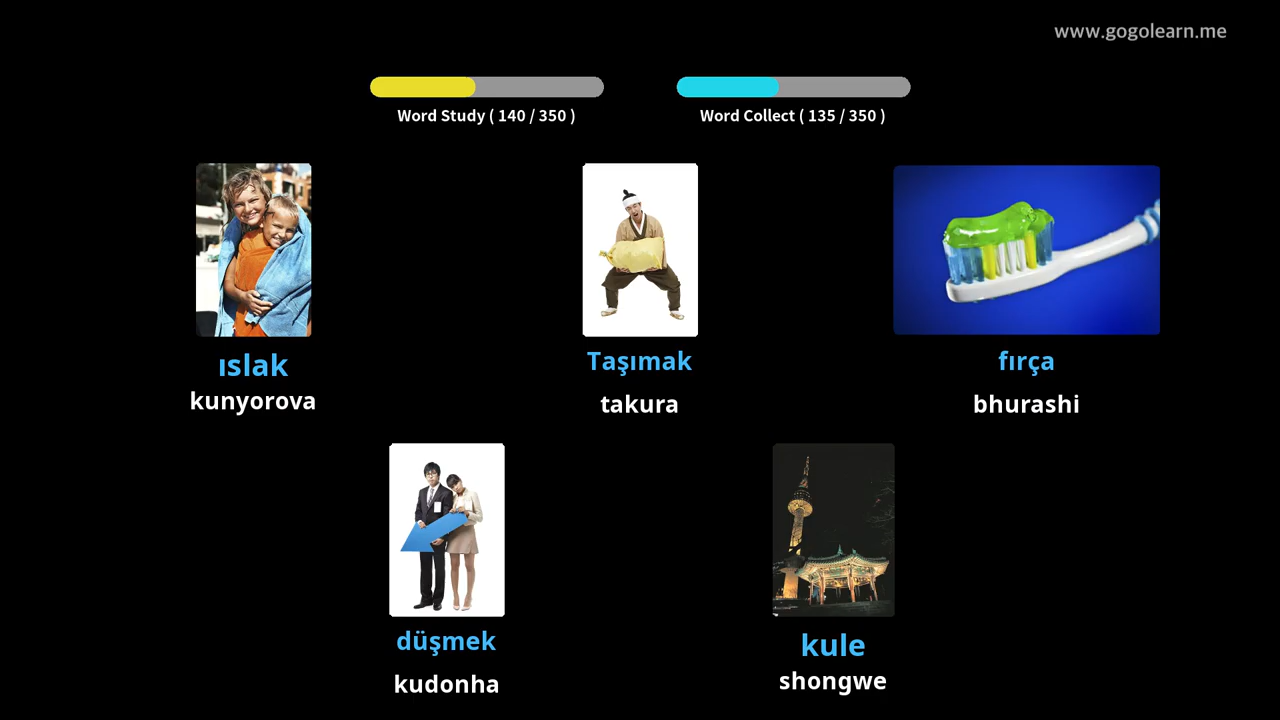 www.gogolearn.me
Word Study ( 140 / 350 )
Word Collect ( 135 / 350 )
ıslak
kunyorova
Taşımak
takura
fırça
bhurashi
düşmek
kudonha
kule
shongwe